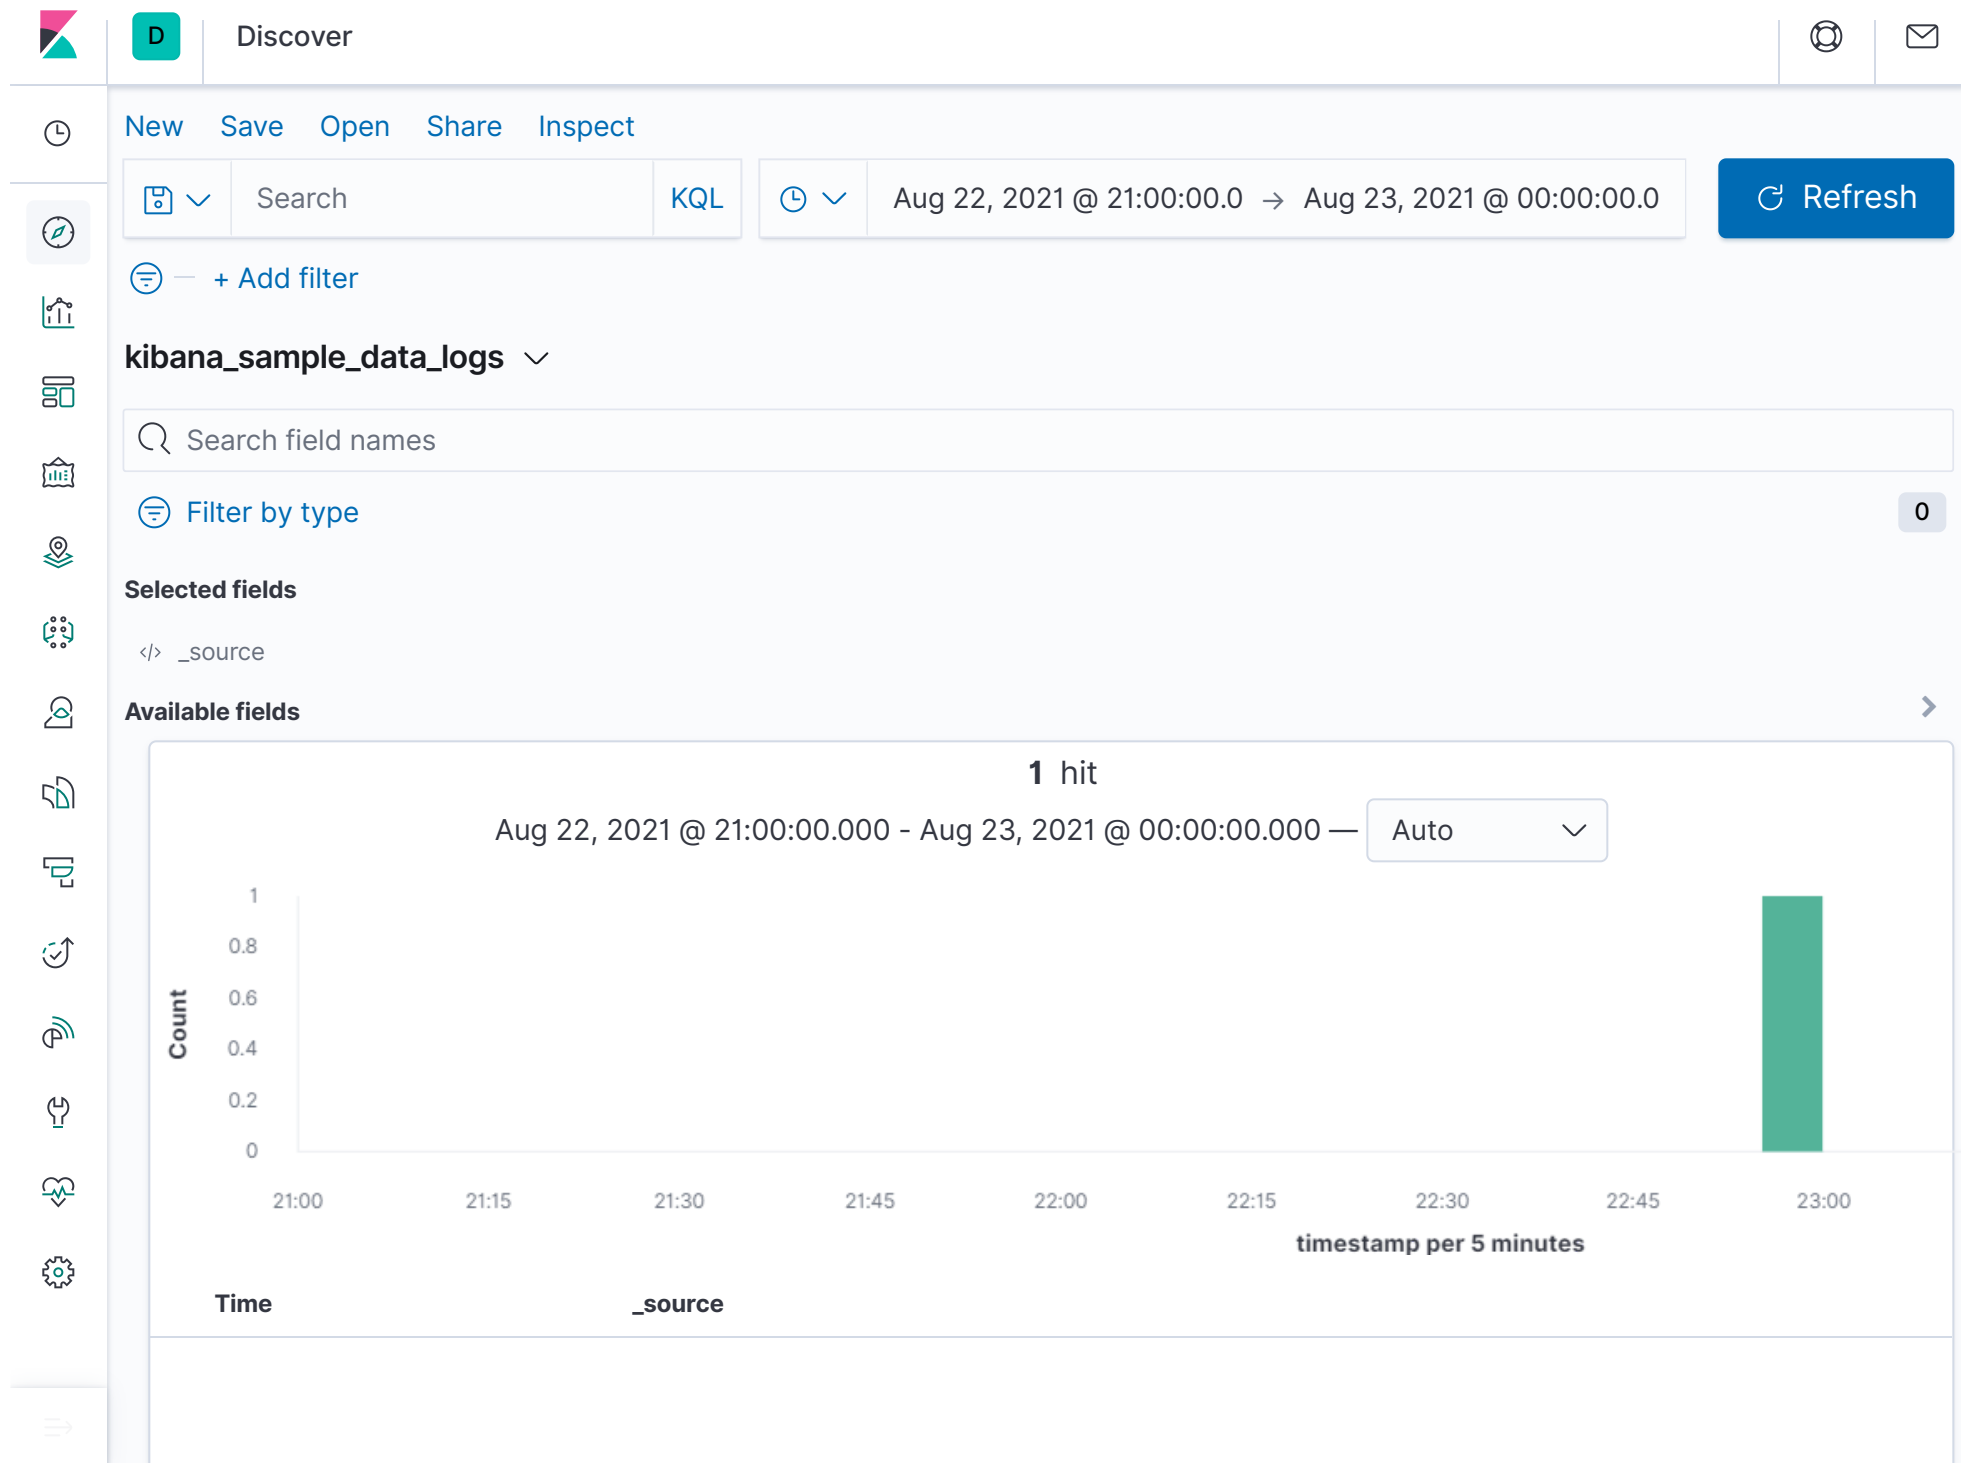 D Discover
New Save Open Share Inspect
Search KQL Aug 22, 2021 @ 21:00:00.0 → Aug 23, 2021 @ 00:00:00.0 Refresh
+ Add filter
kibana_sample_data_logs
Search field names
Filter by type 0
Selected fields
</> _source
Available fields
1 hit
Aug 22, 2021 @ 21:00:00.000 - Aug 23, 2021 @ 00:00:00.000 — Auto
1
0.8
0.6
0.4
0.2
0
Count
21:00 21:15 21:30 21:45 22:00 22:15 22:30 22:45 23:00
timestamp per 5 minutes
Time _source